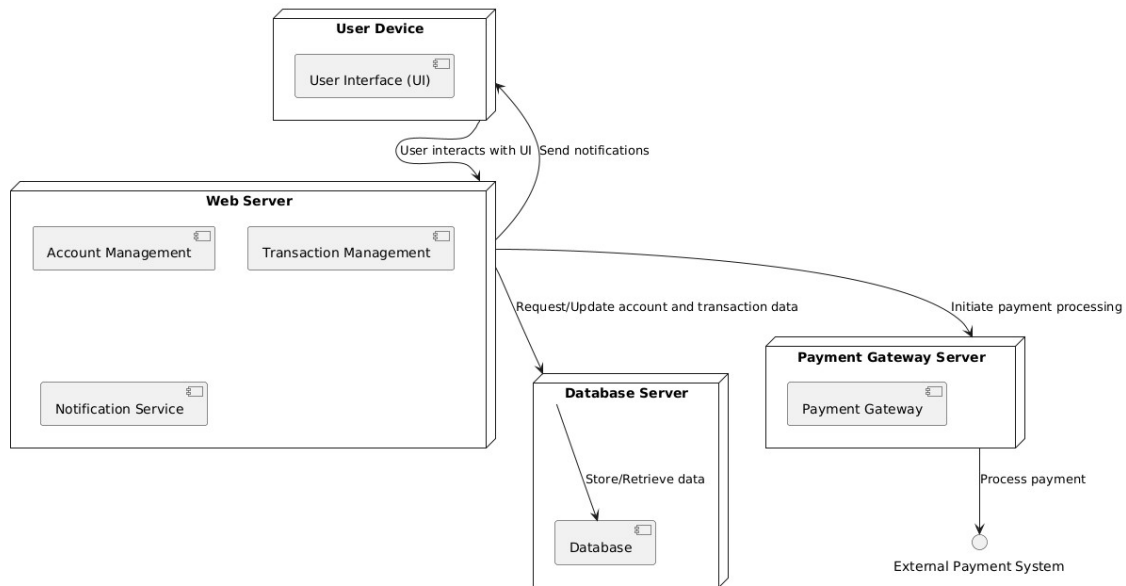 User Device
User Interface (UI)
User interacts with UI
Send notifications
Web Server
Account Management
Transaction Management
Notification Service
Request/Update account and transaction data
Initiate payment processing
Database Server
Store/Retrieve data
Database
Payment Gateway Server
Payment Gateway
Process payment
External Payment System